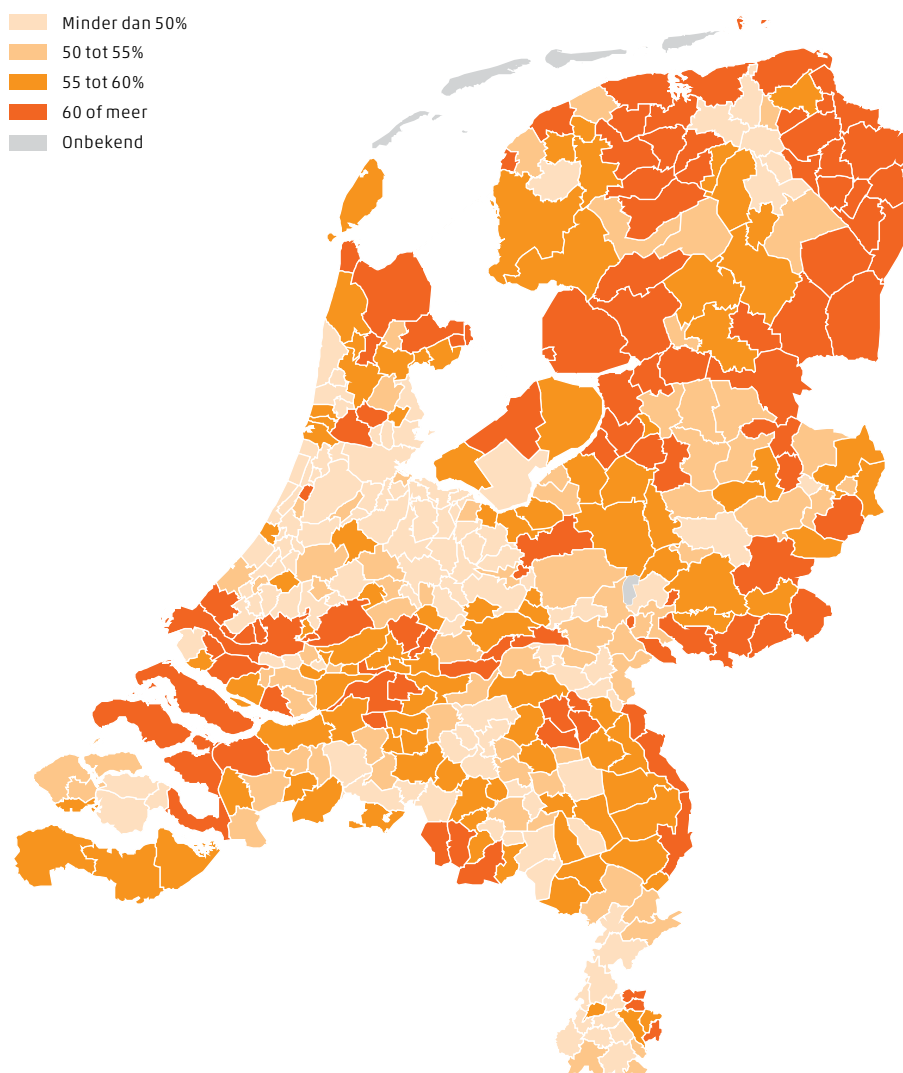 Minder dan 50%
50 tot 55%
55 tot 60%
60 of meer
Onbekend